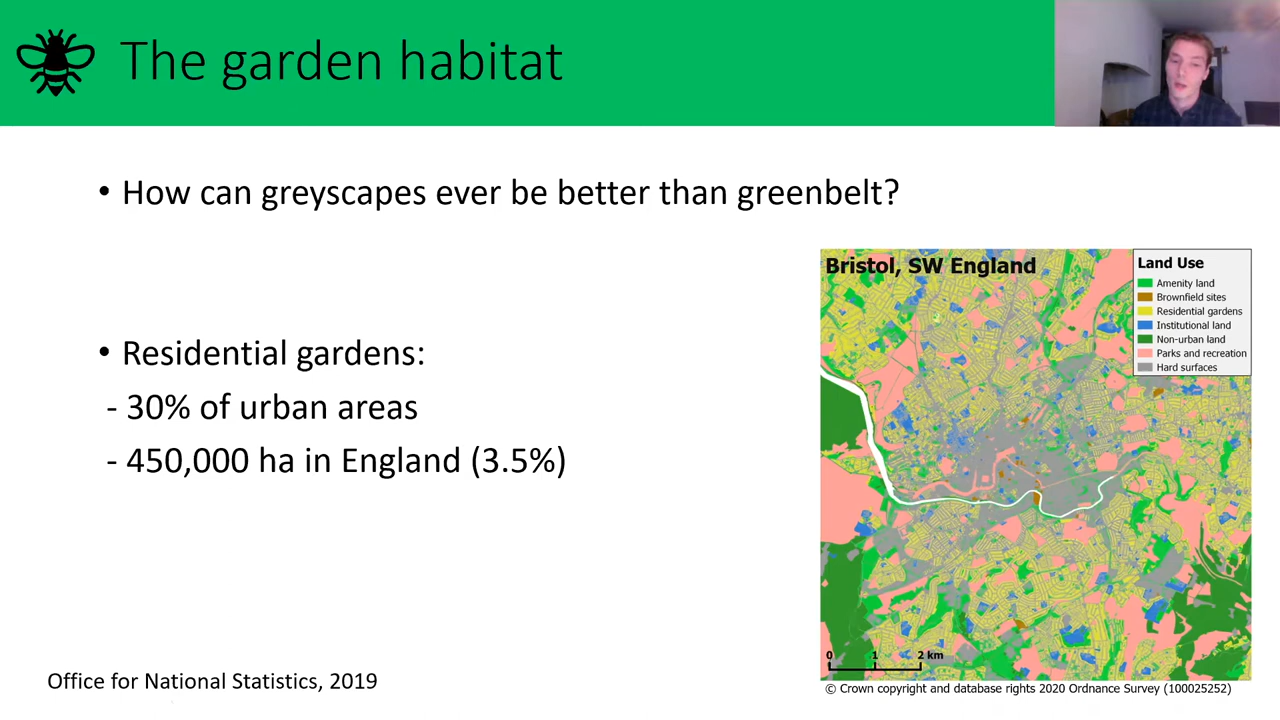 The garden habitat
• How can greyscapes ever be better than greenbelt?
• Residential gardens:
- 30% of urban areas
- 450,000 ha in England (3.5%)
Bristol, SW England
Land Use
Amenity land
Brownfield sites
Residential gardens
Institutional land
Non-urban land
Parks and recreation
Hard surfaces
0 1 2 km
© Crown copyright and database rights 2020 Ordnance Survey (100025252)
Office for National Statistics, 2019